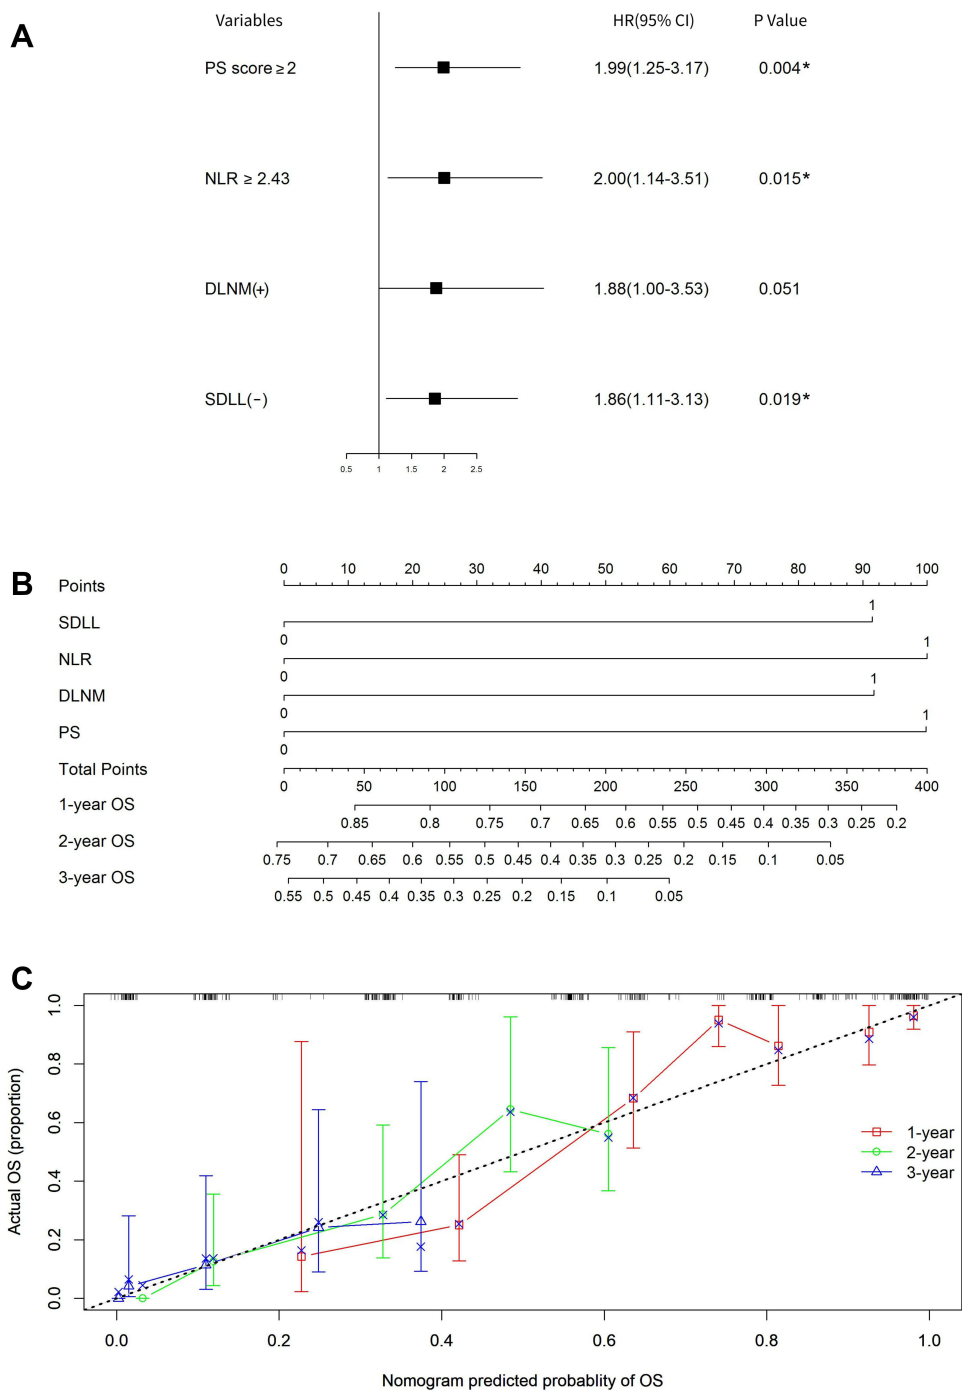 A
Variables HR(95% CI) P Value
PS score ≥ 2 1.99(1.25-3.17) 0.004*
NLR ≥ 2.43 2.00(1.14-3.51) 0.015*
DLNM(+) 1.88(1.00-3.53) 0.051
SDLL(−) 1.86(1.11-3.13) 0.019*
0.5 1 1.5 2 2.5
B
Points 0 10 20 30 40 50 60 70 80 90 100
SDLL 0 1
NLR 0 1
DLNM 0 1
PS 0 1
Total Points 0 50 100 150 200 250 300 350 400
1-year OS 0.85 0.8 0.75 0.7 0.65 0.6 0.55 0.5 0.45 0.4 0.35 0.3 0.25 0.2
2-year OS 0.75 0.7 0.65 0.6 0.55 0.5 0.45 0.4 0.35 0.3 0.25 0.2 0.15 0.1 0.05
3-year OS 0.55 0.5 0.45 0.4 0.35 0.3 0.25 0.2 0.15 0.1 0.05
C
Actual OS (proportion)
1.0
0.8
0.6
0.4
0.2
0.0
1-year
2-year
3-year
0.0 0.2 0.4 0.6 0.8 1.0
Nomogram predicted probablity of OS